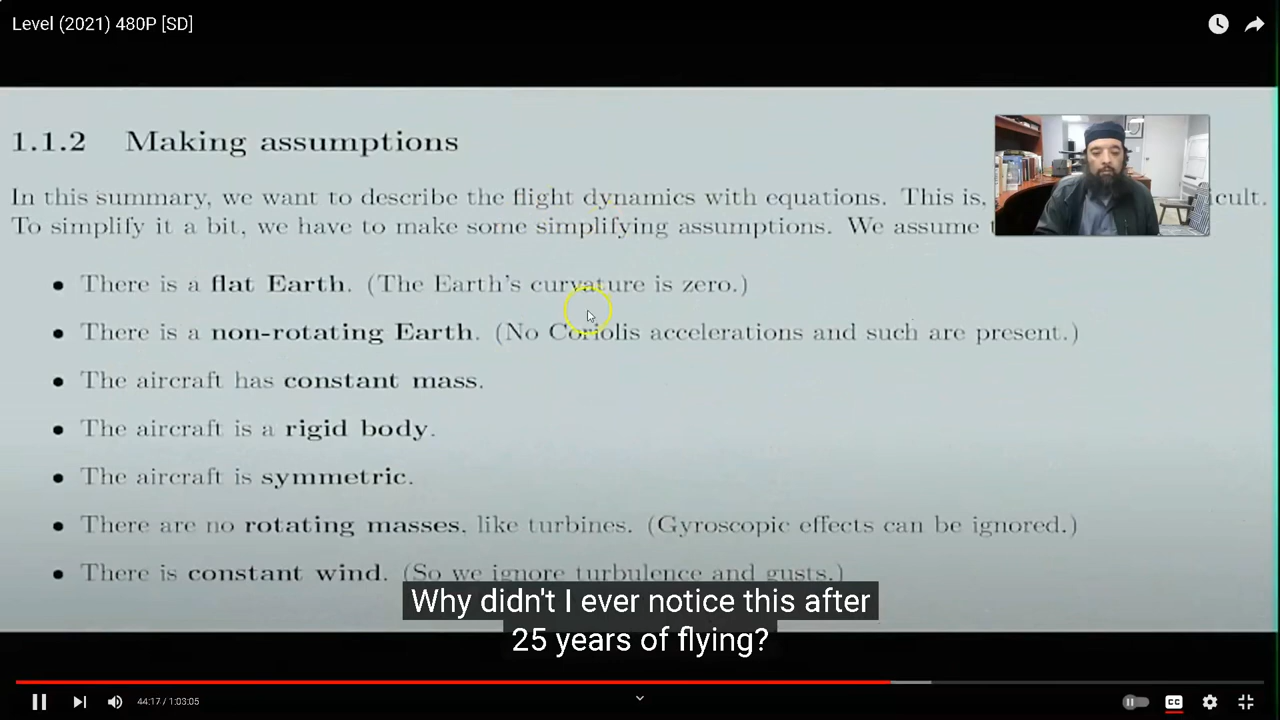 Level (2021) 480P [SD]
1.1.2 Making assumptions
In this summary, we want to describe the flight dynamics with equations. This is, icult.
To simplify it a bit, we have to make some simplifying assumptions. We assume t
• There is a flat Earth. (The Earth's curvature is zero.)
• There is a non-rotating Earth. (No Coriolis accelerations and such are present.)
• The aircraft has constant mass.
• The aircraft is a rigid body.
• The aircraft is symmetric.
• There are no rotating masses, like turbines. (Gyroscopic effects can be ignored.)
• There is constant wind. (So we ignore turbulence and gusts.)
Why didn't I ever notice this after
25 years of flying?
44:17 / 1:03:05
CC